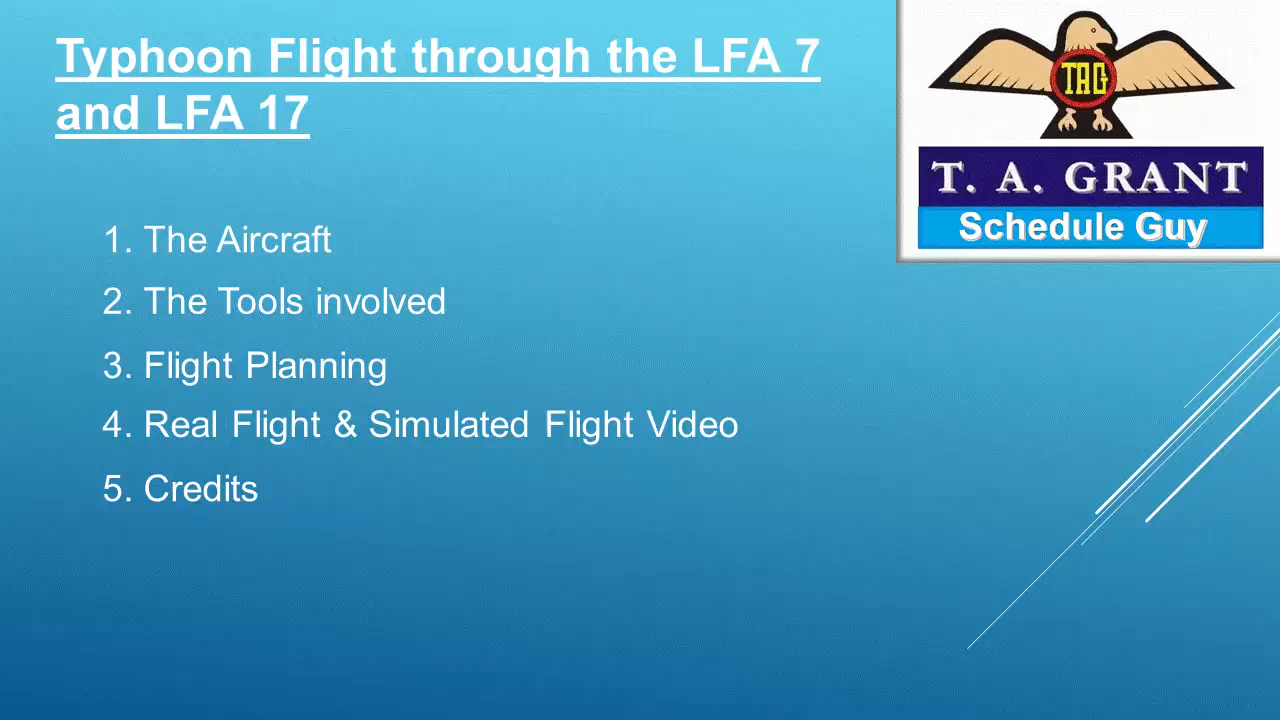 Typhoon Flight through the LFA 7
and LFA 17
TAG
T. A. GRANT
Schedule Guy
1. The Aircraft
2. The Tools involved
3. Flight Planning
4. Real Flight & Simulated Flight Video
5. Credits